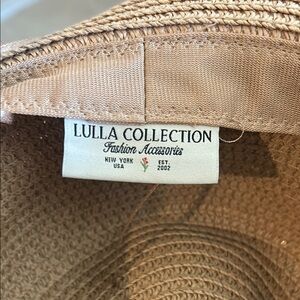 LULLA COLLECTION
Fashion Accessories
NEW YORK EST.
USA 2002